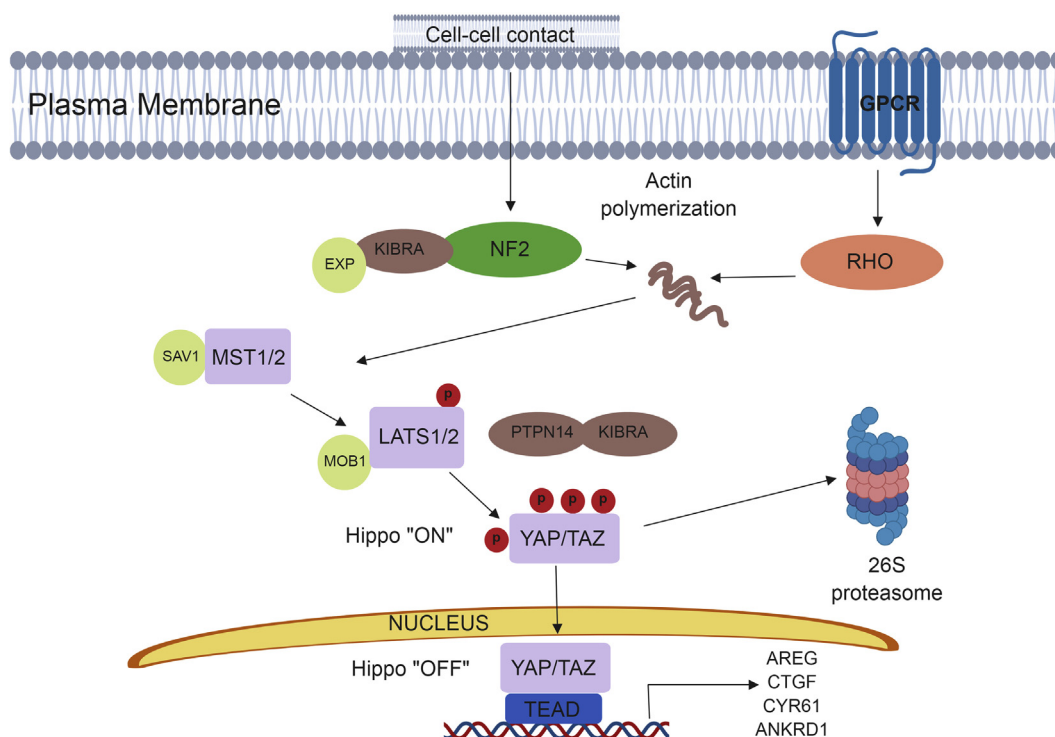 Cell-cell contact
Plasma Membrane
GPCR
Actin
polymerization
EXP
KIBRA
NF2
RHO
SAV1
MST1/2
P
LATS1/2
MOB1
PTPN14
KIBRA
P
P
P
Hippo "ON"
P
YAP/TAZ
26S
proteasome
NUCLEUS
Hippo "OFF"
YAP/TAZ
TEAD
AREG
CTGF
CYR61
ANKRD1